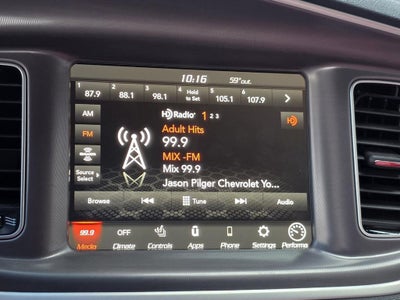 10:16 59°out.
1 87.9 2 88.1 3 98.1 4 Hold to Set 5 105.1 6 107.9
AM
FM
Source Select
HD Radio 1 2 3
HD
Adult Hits
99.9
MIX -FM
Mix 99.9
Jason Pilger Chevrolet Yo...
Browse Tune Audio
99.9 OFF
Media Climate Controls Apps Phone Settings Performa